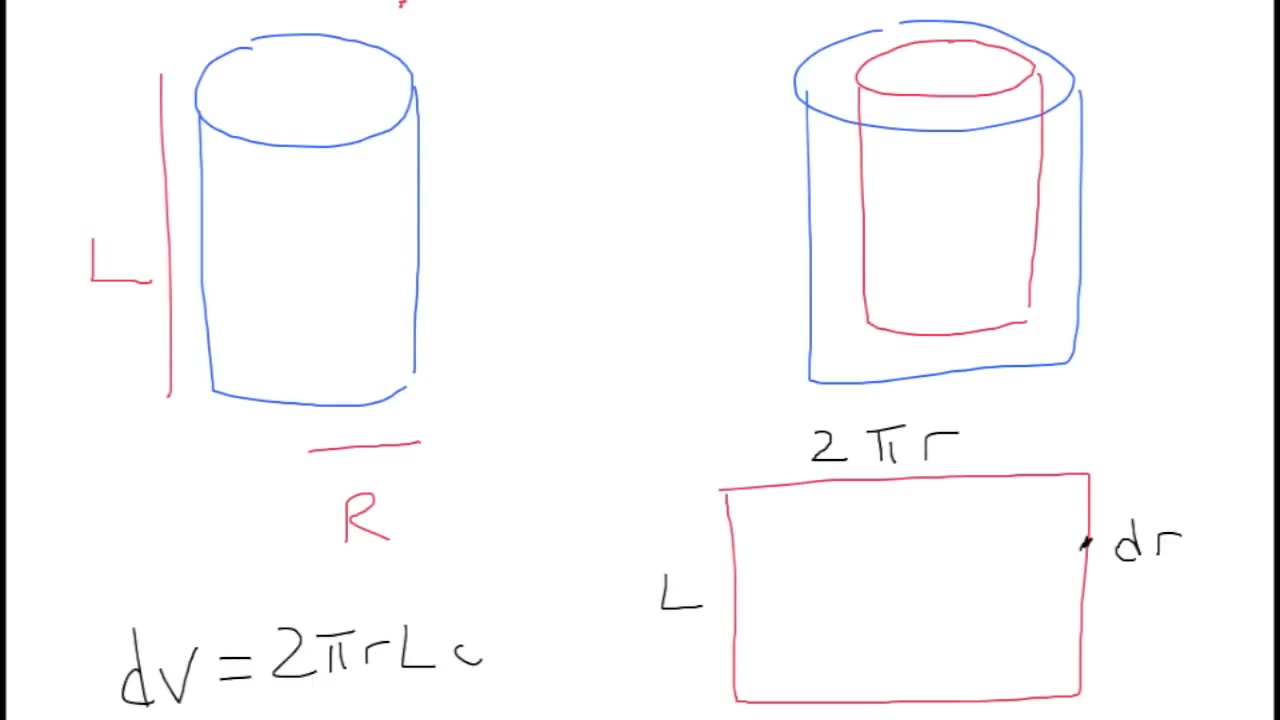 L
R
2πr
L
dr
dV = 2πrL